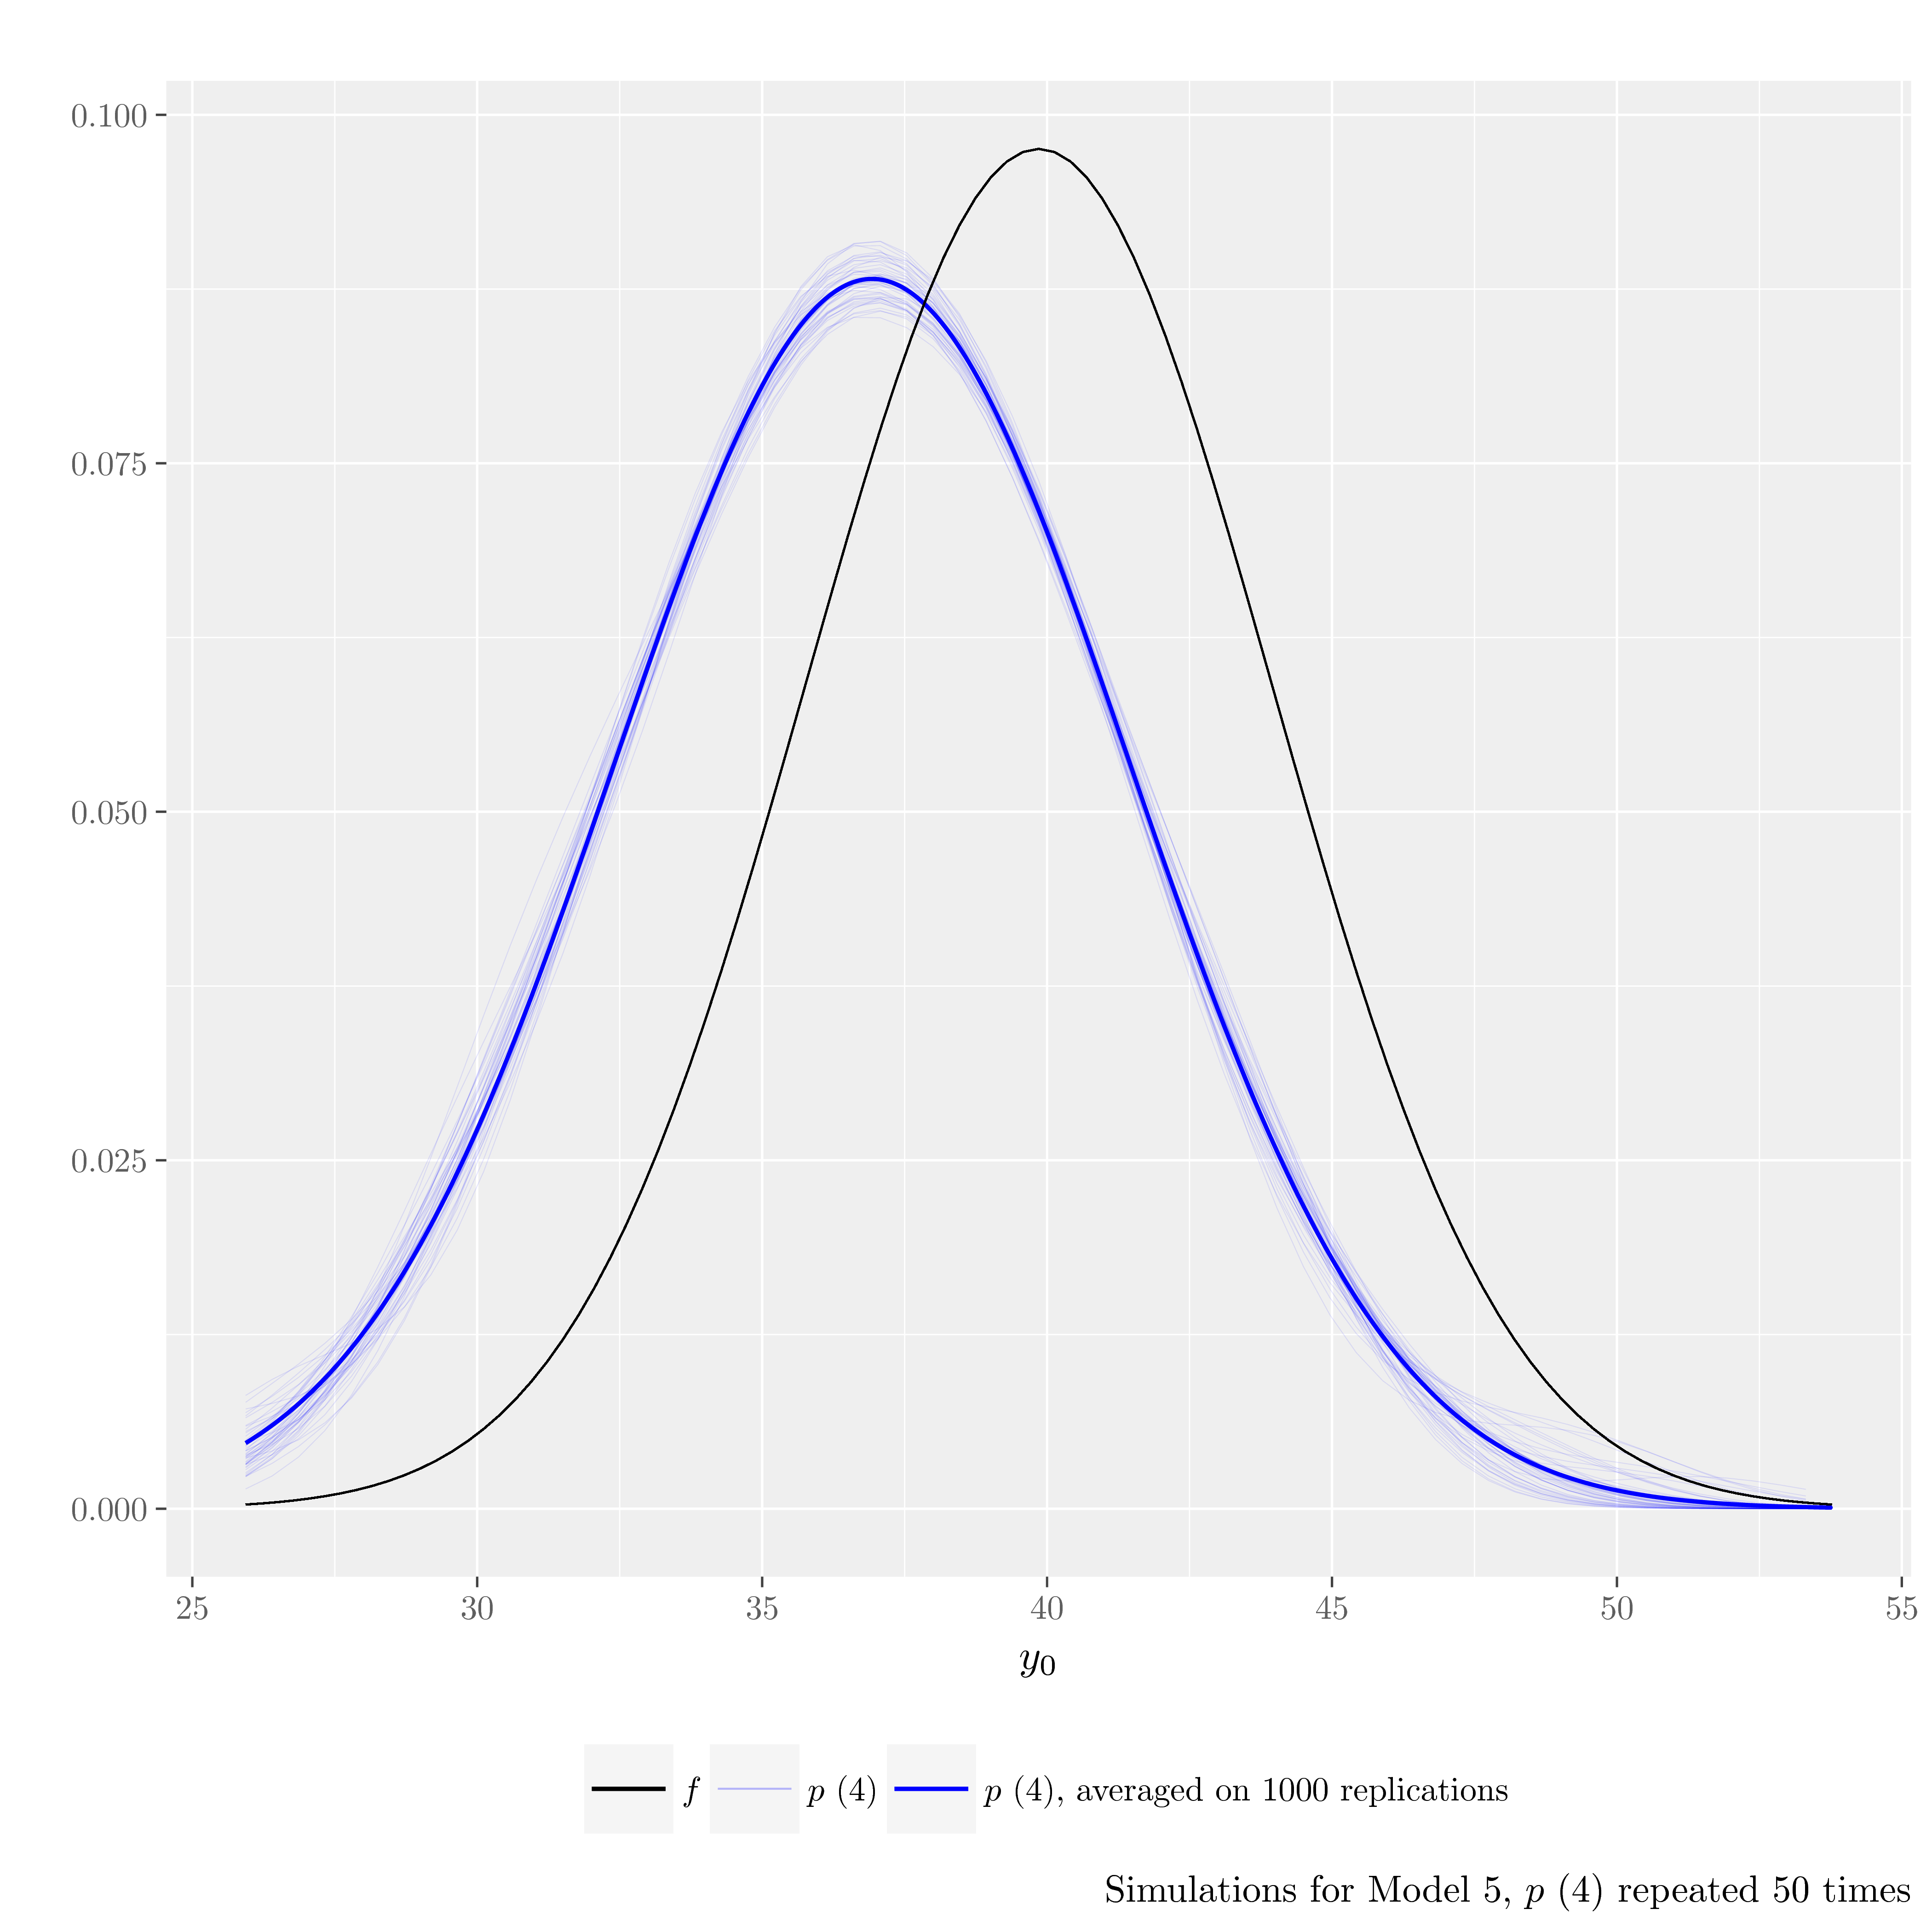 0.100
0.075
0.050
0.025
0.000
25 30 35 40 45 50 55
y₀
f p (4) p (4), averaged on 1000 replications
Simulations for Model 5, p (4) repeated 50 times